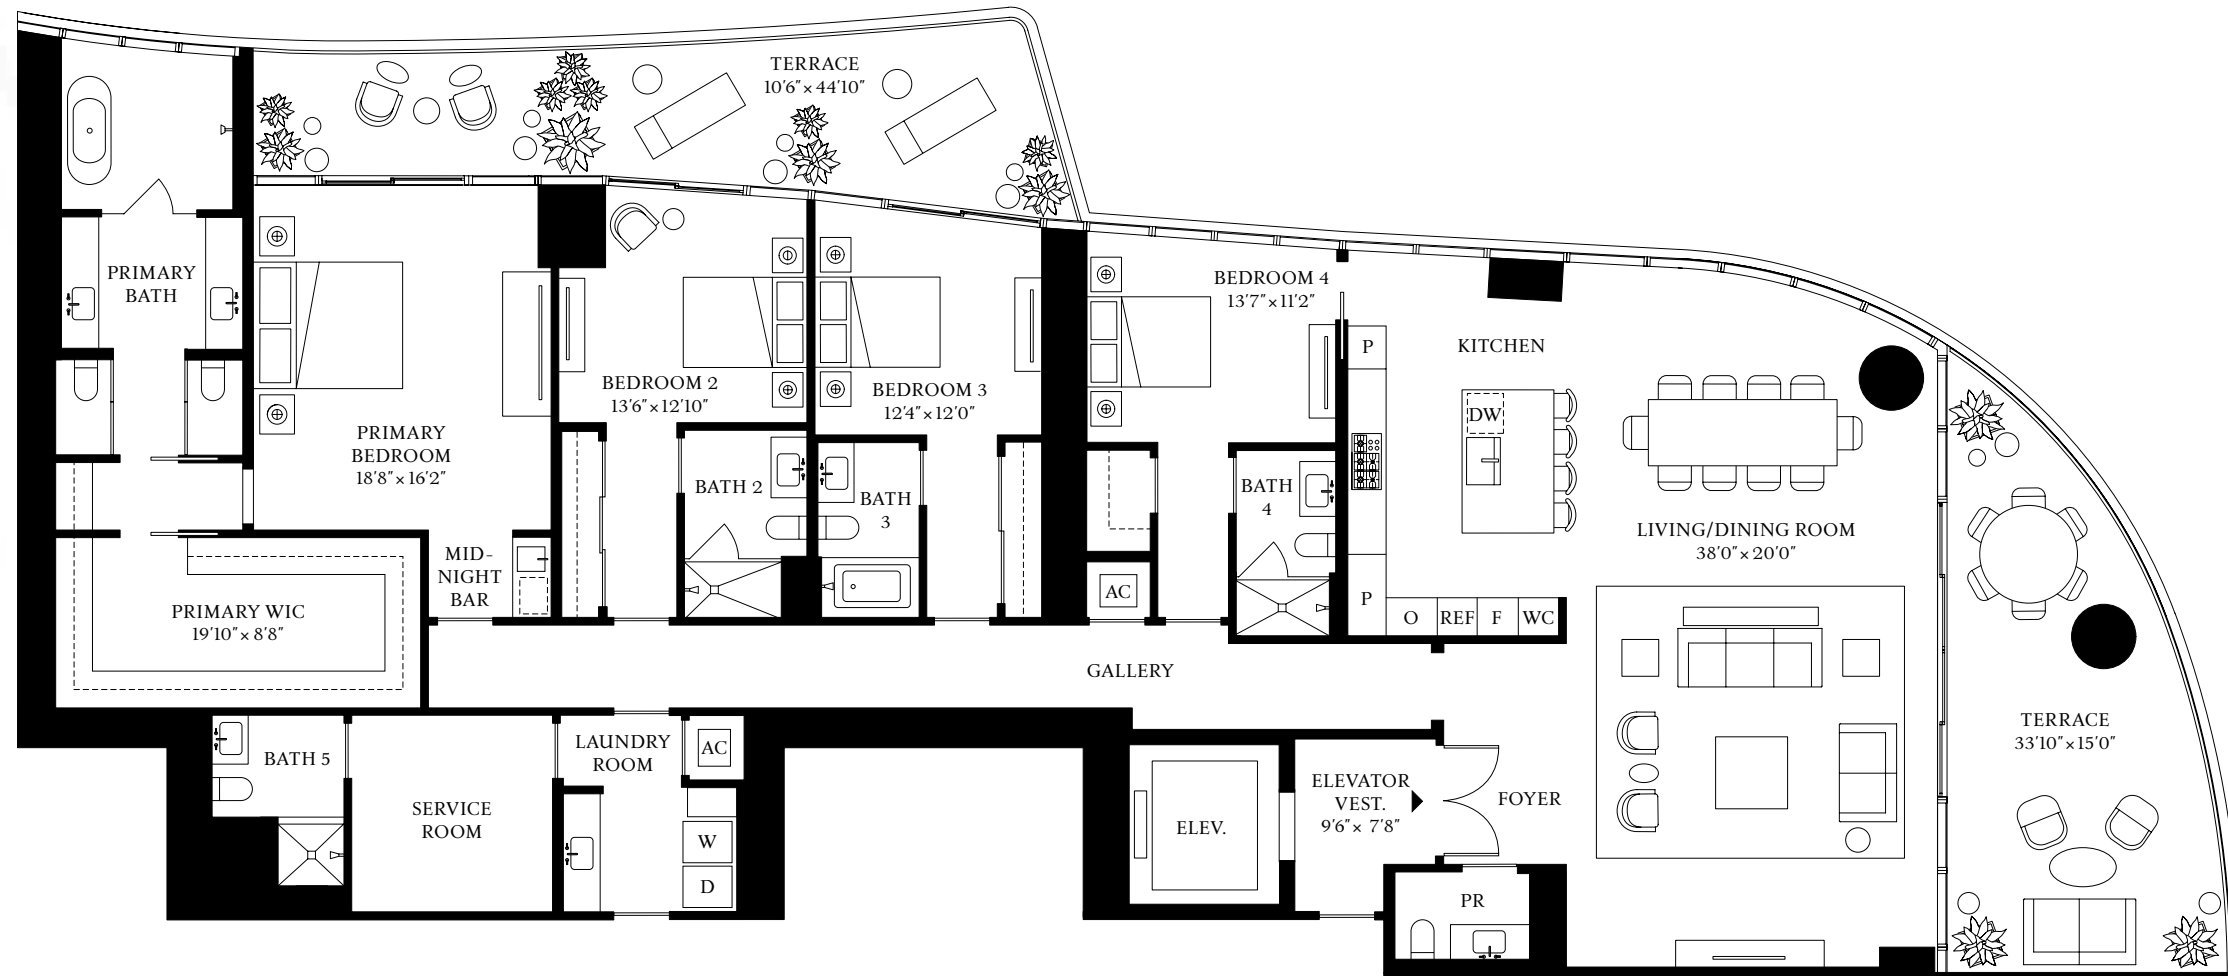 TERRACE
10'6" × 44'10"
PRIMARY
BATH
BEDROOM 4
13'7" × 11'2"
P
KITCHEN
BEDROOM 2
13'6" × 12'10"
BEDROOM 3
12'4" × 12'0"
DW
PRIMARY
BEDROOM
18'8" × 16'2"
BATH 2
BATH
3
BATH
4
LIVING/DINING ROOM
38'0" × 20'0"
MID-
NIGHT
BAR
AC
P
O
REF
F
WC
PRIMARY WIC
19'10" × 8'8"
GALLERY
TERRACE
33'10" × 15'0"
BATH 5
LAUNDRY
ROOM
AC
SERVICE
ROOM
ELEVATOR
VEST.
9'6" × 7'8"
FOYER
ELEV.
W
D
PR